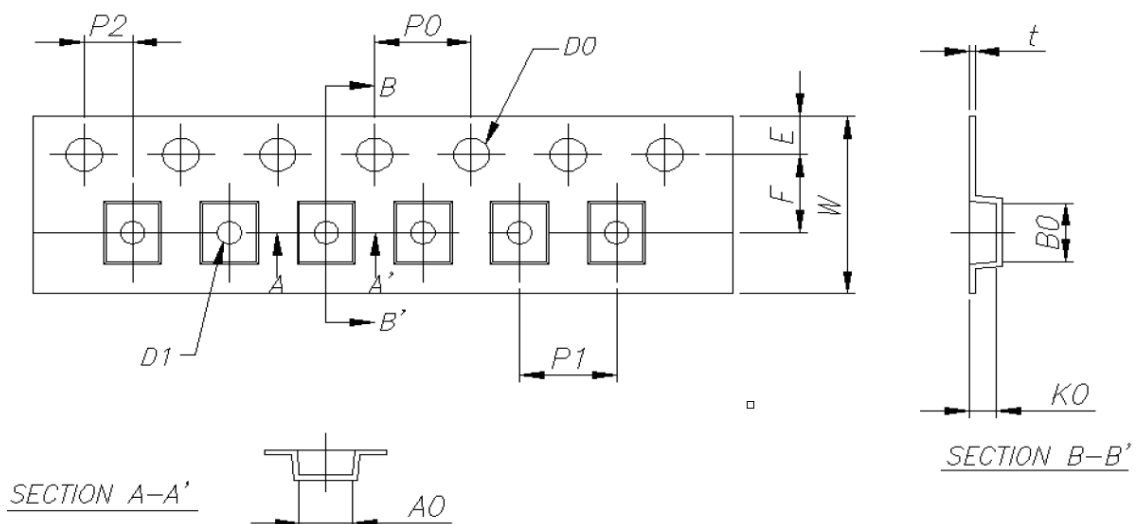 P2
P0
D0
t
B
E
F
W
B0
A
A'
B'
D1
P1
K0
SECTION B-B'
SECTION A-A'
A0